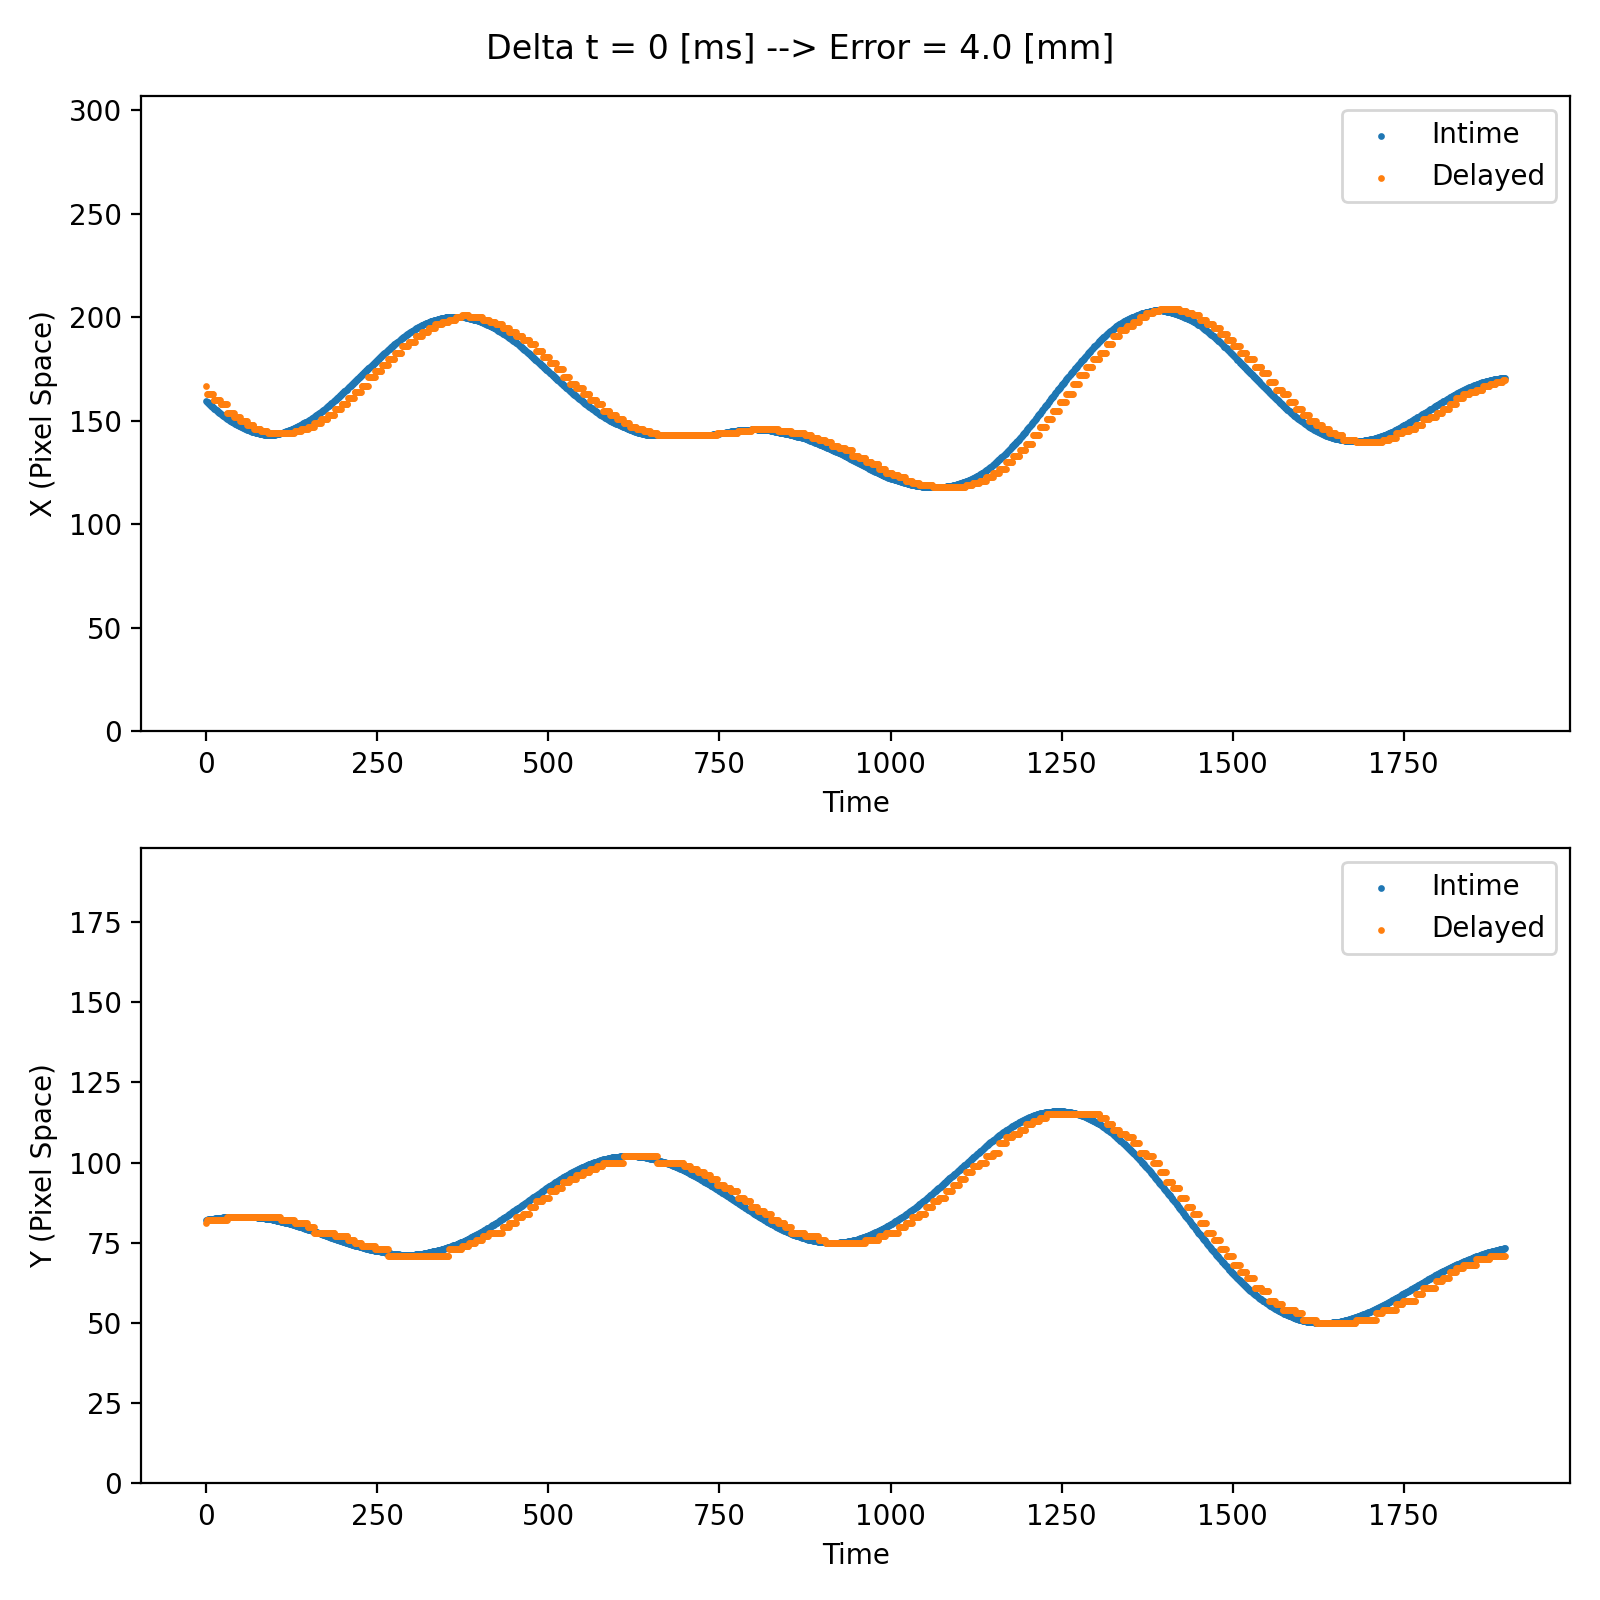 Delta t = 0 [ms] --> Error = 4.0 [mm]
300
250
200
150
100
50
0
X (Pixel Space)
Intime
Delayed
0 250 500 750 1000 1250 1500 1750
Time
175
150
125
100
75
50
25
0
Y (Pixel Space)
Intime
Delayed
0 250 500 750 1000 1250 1500 1750
Time